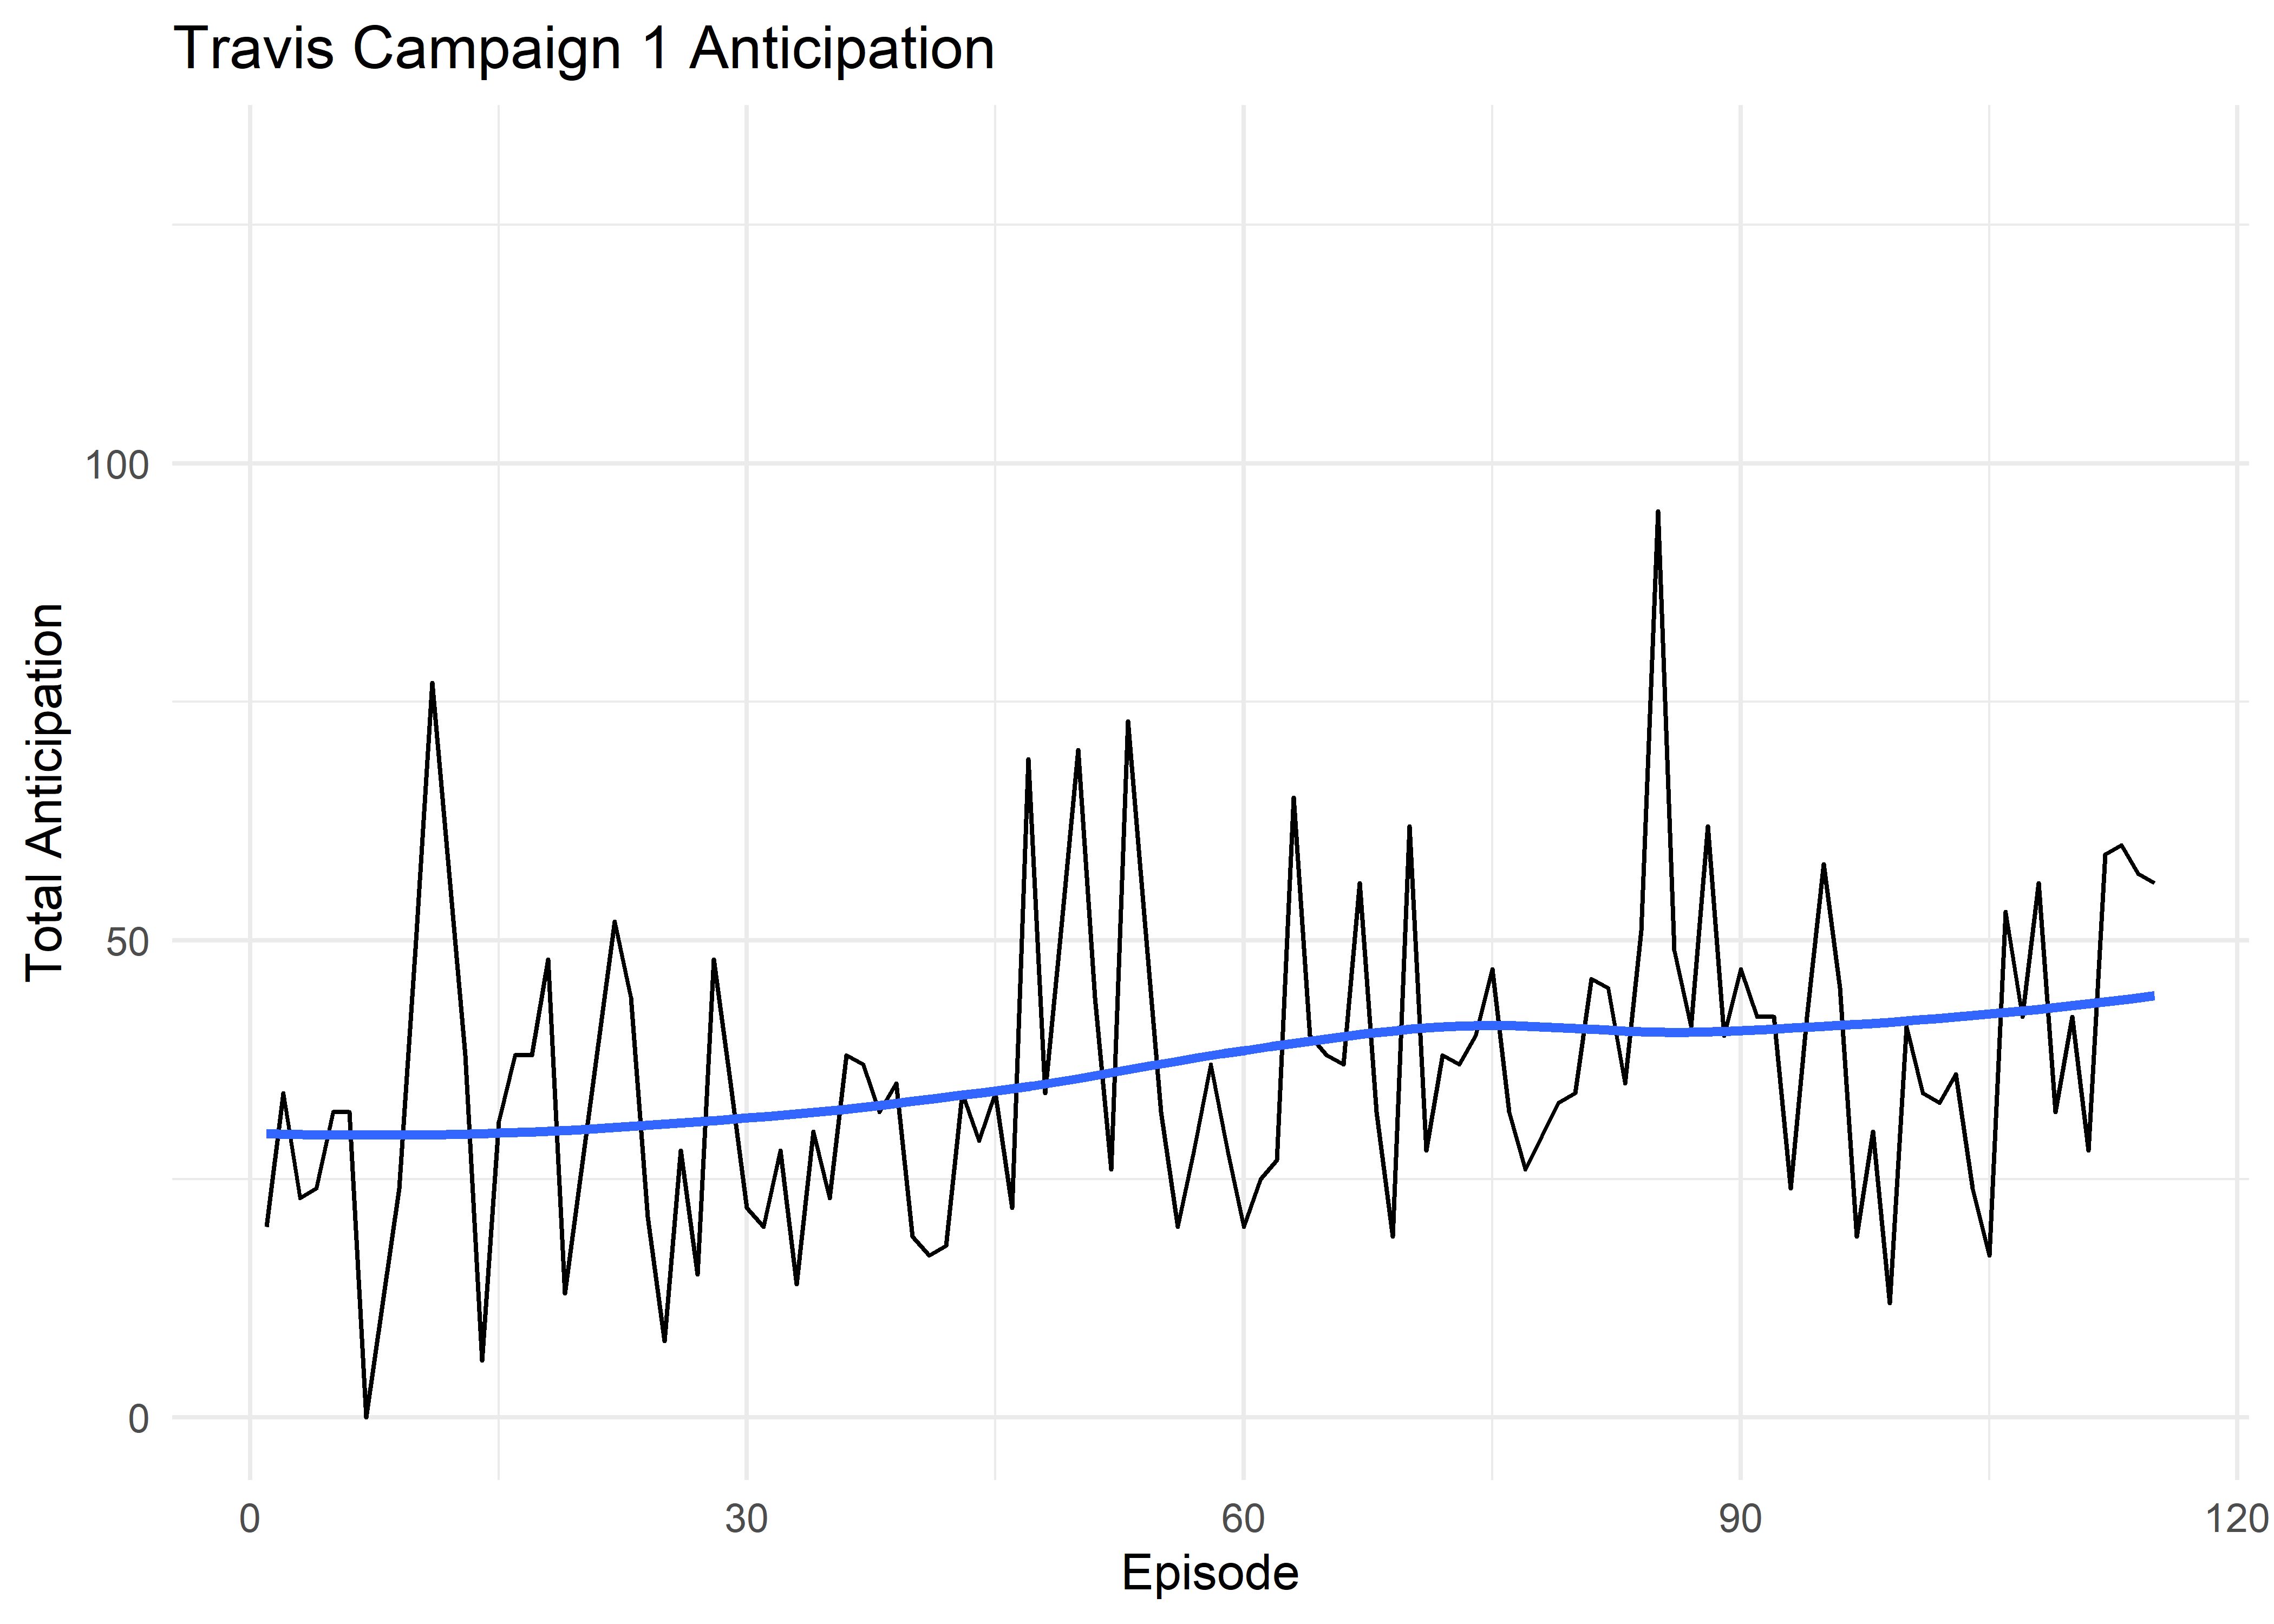 Travis Campaign 1 Anticipation
Total Anticipation
100
50
0
0 30 60 90 120
Episode